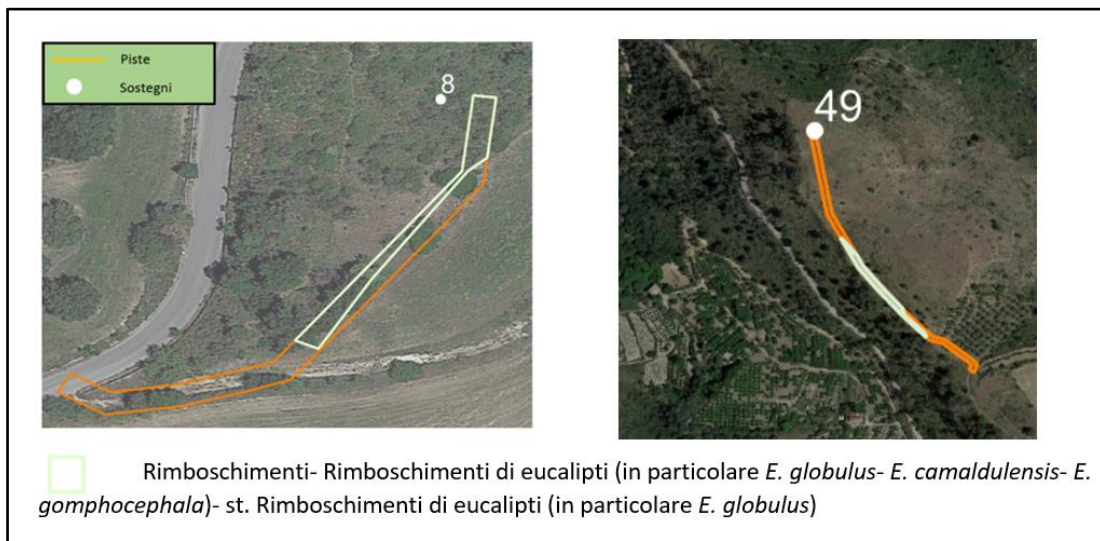 Piste
Sostegni
8
49
Rimboschimenti- Rimboschimenti di eucalipti (in particolare E. globulus- E. camaldulensis- E.
gomphocephala)- st. Rimboschimenti di eucalipti (in particolare E. globulus)